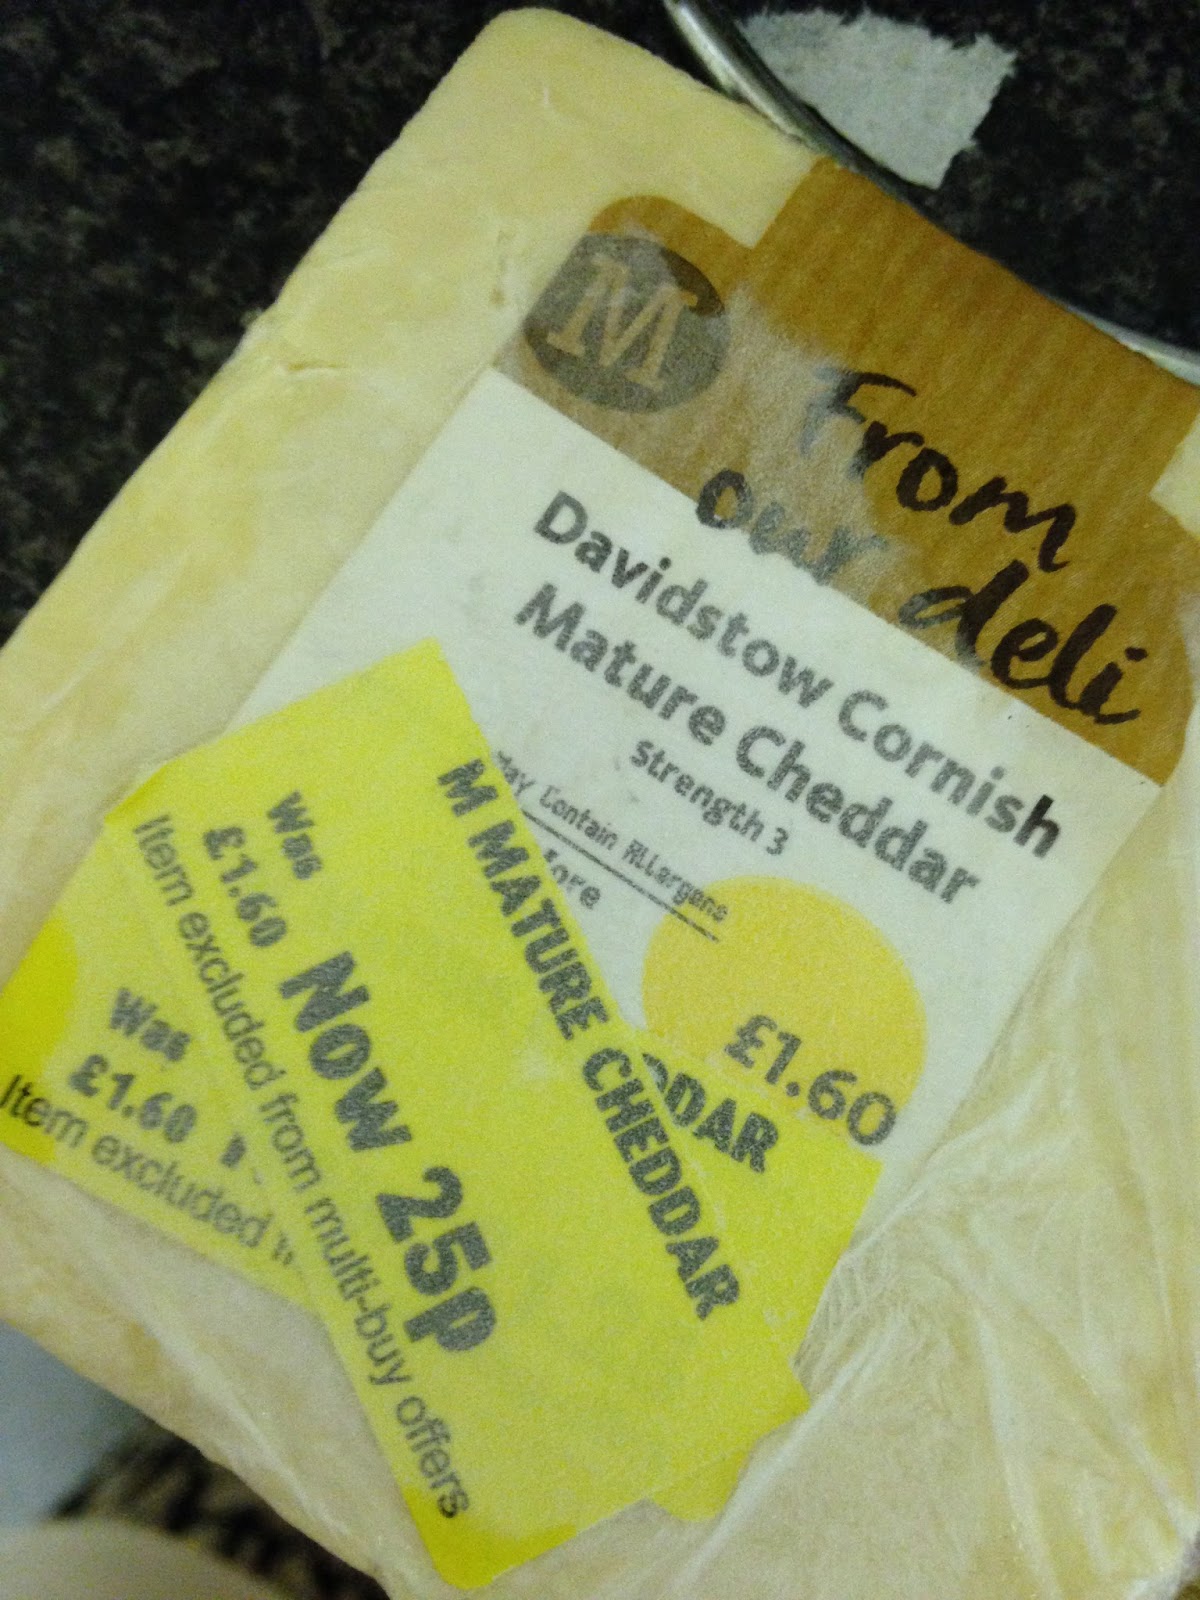 M
From
our deli
Davidstow Cornish
Mature Cheddar
strength 3
May Contain Allergens
£1.60
DDAR
M MATURE CHEDDAR
Was
£1.60 Now 25p
Item excluded from multi-buy offers
Was
£1.60
Item excluded